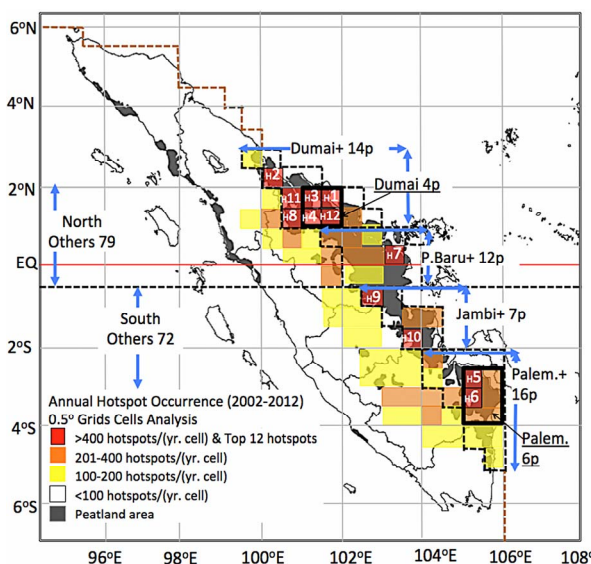 6ºN
4ºN
2ºN
EQ
2ºS
4ºS
6ºS
96ºE
98ºE
100ºE
102ºE
104ºE
106ºE
108º
Dumai+ 14p
Dumai 4p
P.Baru+ 12p
Jambi+ 7p
Palem.+
16p
Palem.
6p
North
Others 79
South
Others 72
H2
H11
H3
H1
H8
H4
H12
H7
H9
H10
H5
H6
Annual Hotspot Occurrence (2002-2012)
0.5º Grids Cells Analysis
>400 hotspots/(yr. cell) & Top 12 hotspots
201-400 hotspots/(yr. cell)
100-200 hotspots/(yr. cell)
<100 hotspots/(yr. cell)
Peatland area